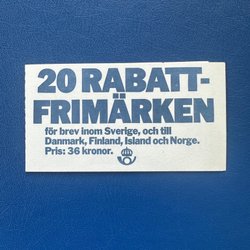 20 RABATT-
FRIMÄRKEN
för brev inom Sverige, och till
Danmark, Finland, Island och Norge.
Pris: 36 kronor.